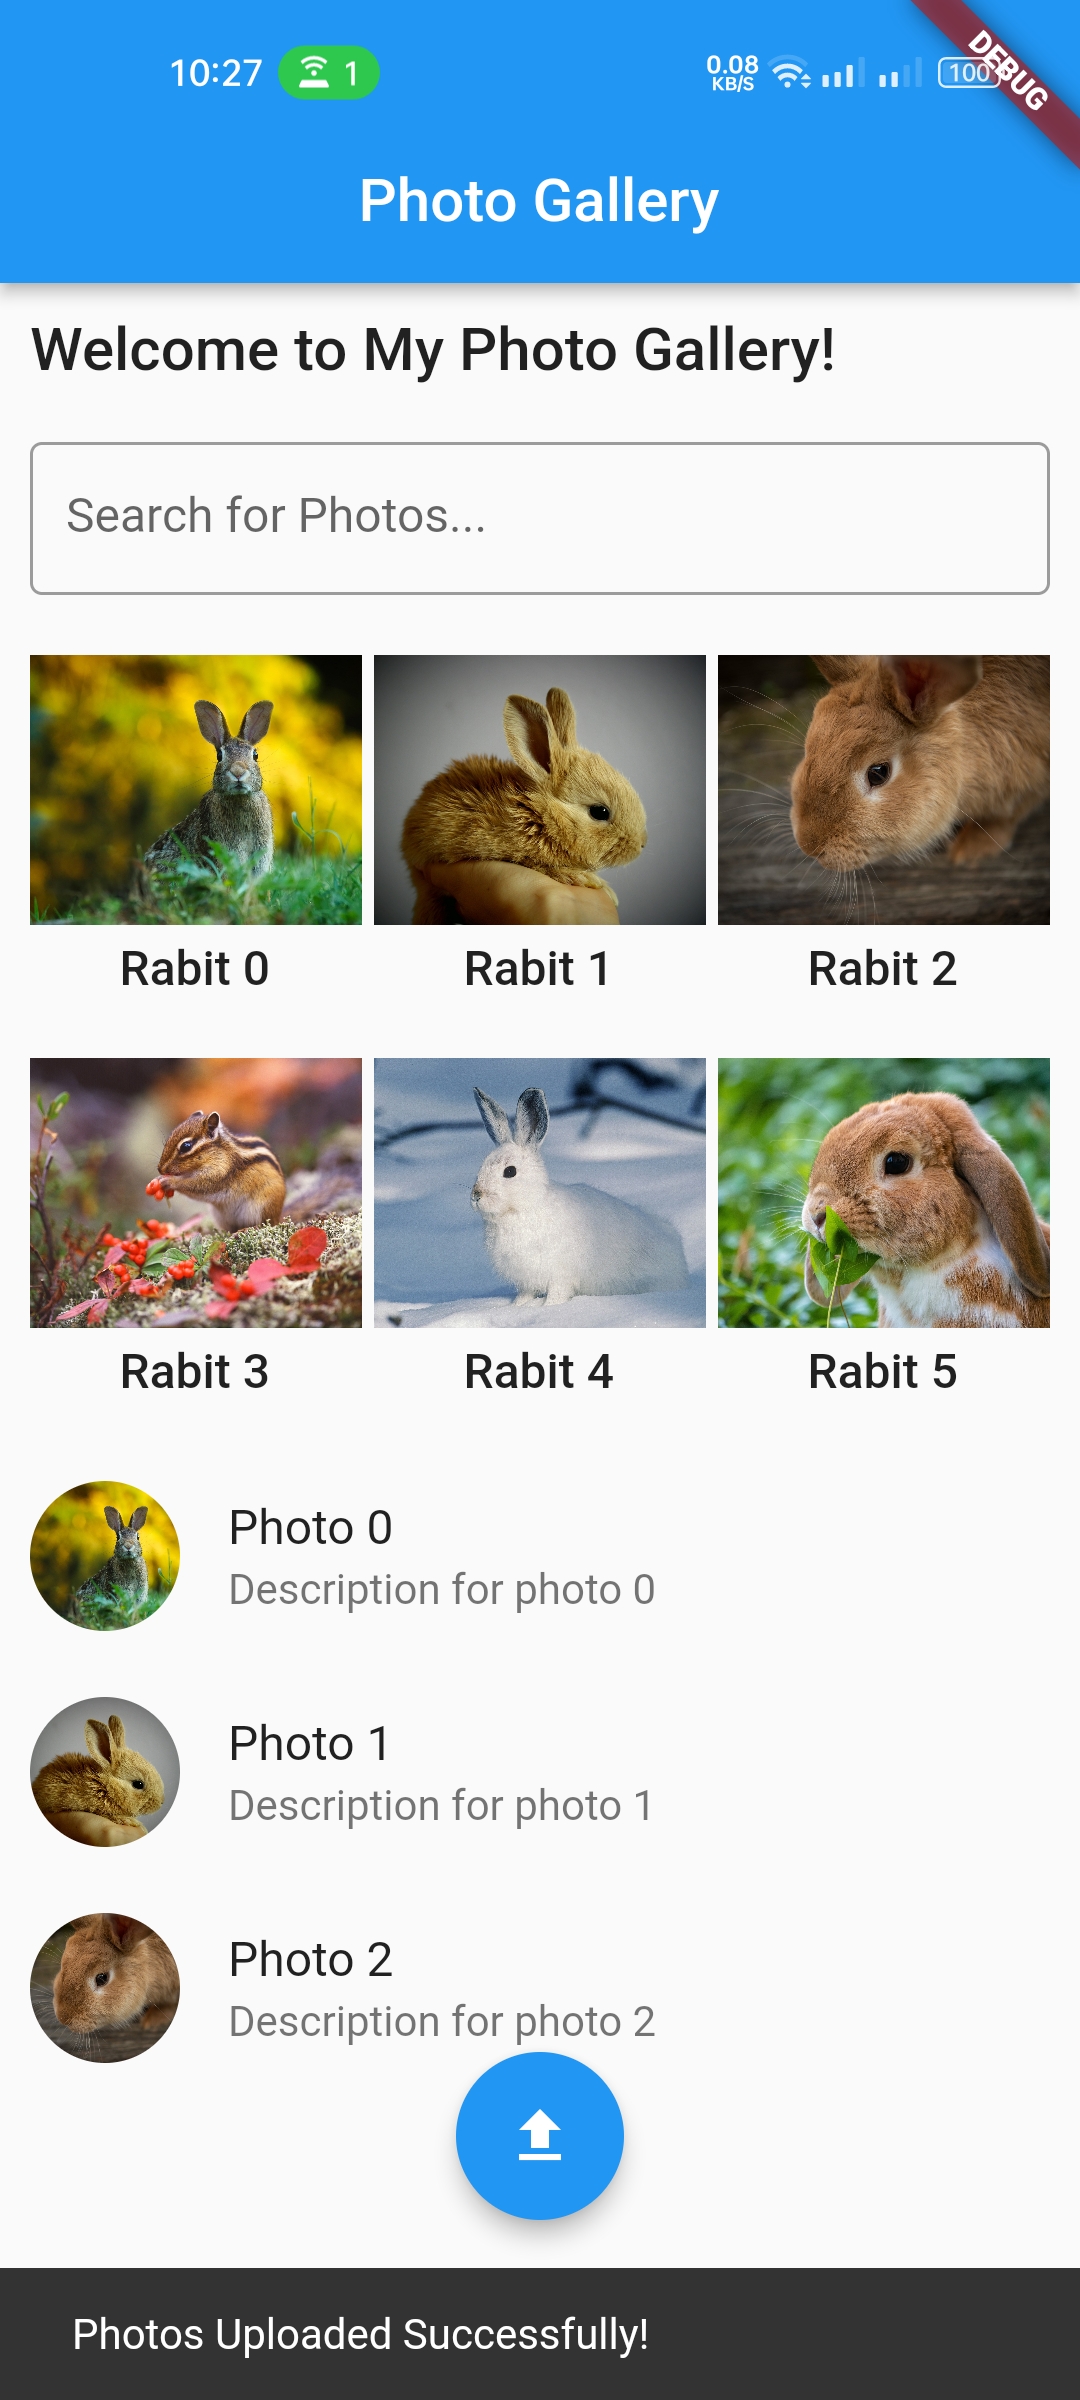 10:27
1
0.08
KB/S
100
DEBUG
Photo Gallery
Welcome to My Photo Gallery!
Search for Photos...
Rabit 0
Rabit 1
Rabit 2
Rabit 3
Rabit 4
Rabit 5
Photo 0
Description for photo 0
Photo 1
Description for photo 1
Photo 2
Description for photo 2
Photos Uploaded Successfully!